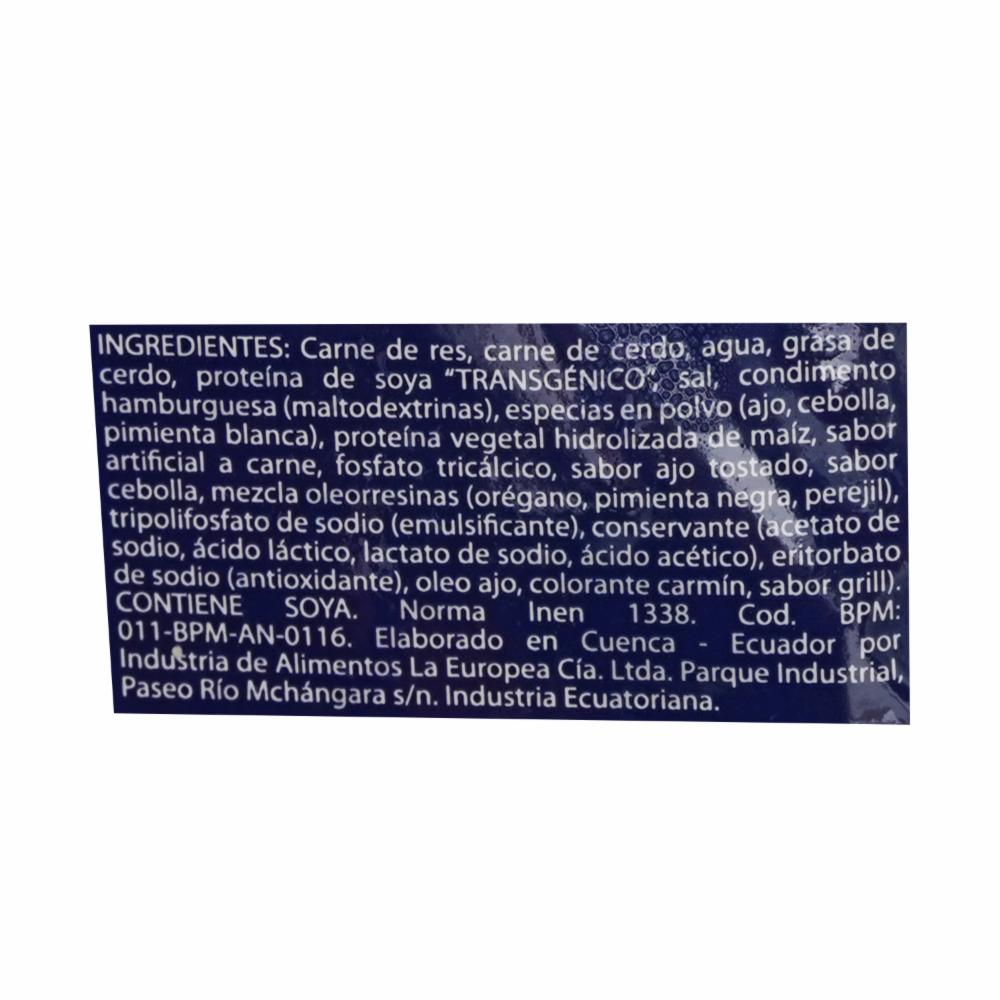 INGREDIENTES: Carne de res, carne de cerdo, agua, grasa de
cerdo, proteína de soya "TRANSGÉNICO", sal, condimento
hamburguesa (maltodextrinas), especias en polvo (ajo, cebolla,
pimienta blanca), proteína vegetal hidrolizada de maíz, sabor
artificial a carne, fosfato tricálcico, sabor ajo tostado, sabor
cebolla, mezcla oleorresinas (orégano, pimienta negra, perejil),
tripolifosfato de sodio (emulsificante), conservante (acetato de
sodio, ácido láctico, lactato de sodio, ácido acético), eritorbato
de sodio (antioxidante), oleo ajo, colorante carmín, sabor grill).
CONTIENE SOYA. Norma Inen 1338. Cod. BPM:
011-BPM-AN-0116. Elaborado en Cuenca - Ecuador por
Industria de Alimentos La Europea Cía. Ltda. Parque Industrial,
Paseo Río Mchángara s/n. Industria Ecuatoriana.